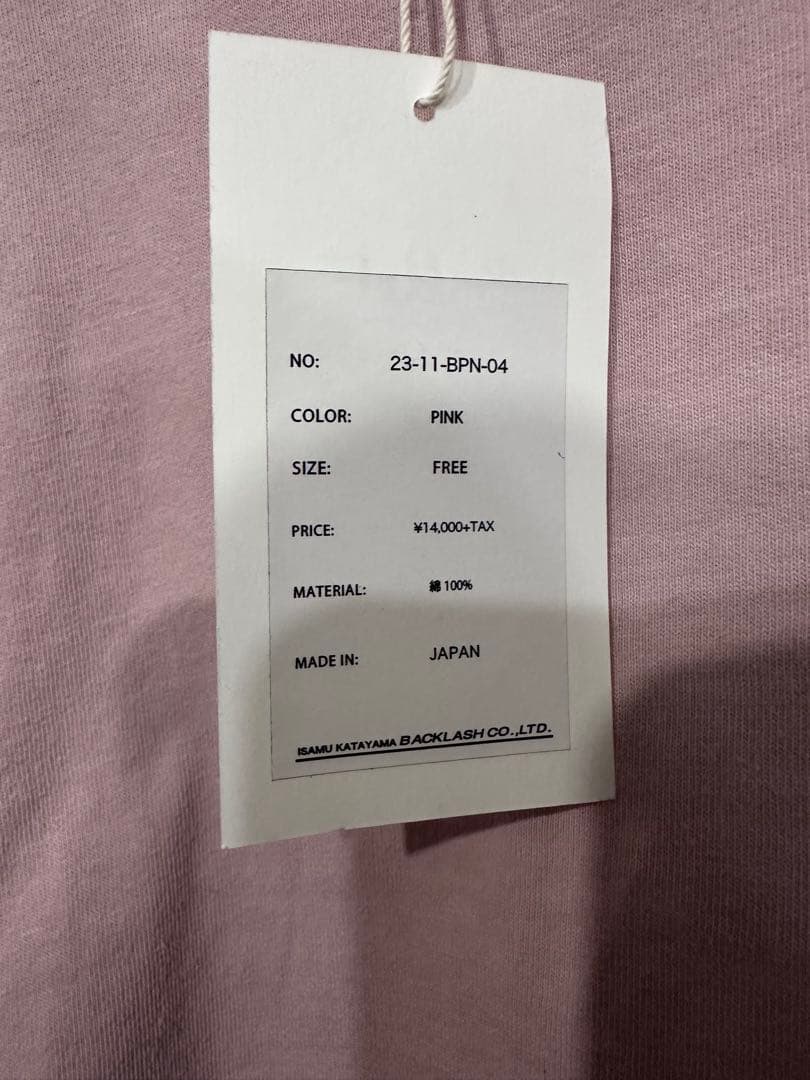 NO: 23-11-BPN-04
COLOR: PINK
SIZE: FREE
PRICE: ¥14,000+TAX
MATERIAL: 綿 100%
MADE IN: JAPAN
ISAMU KATAYAMA BACKLASH CO.,LTD.